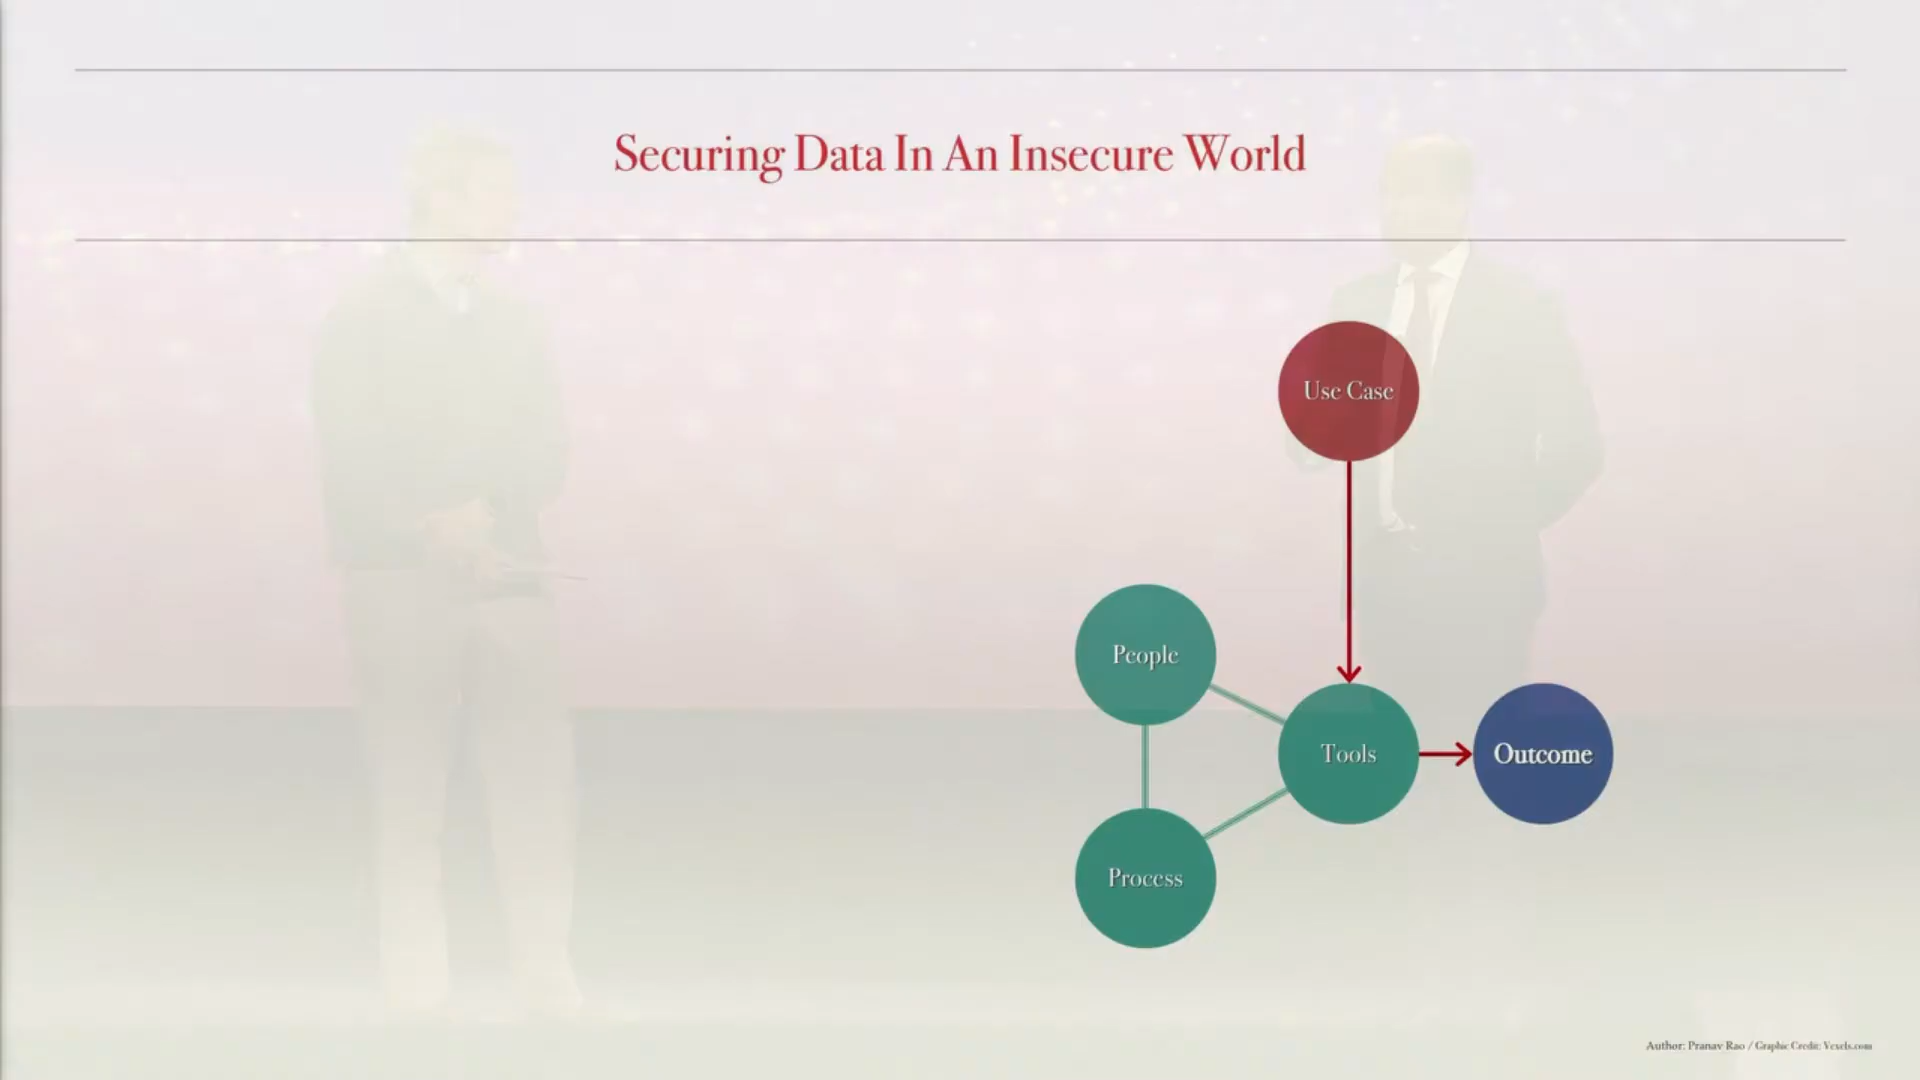 Securing Data In An Insecure World
Use Case
People
Tools
Outcome
Process
Author: Pranav Rao / Graphic Credit: Vexels.com